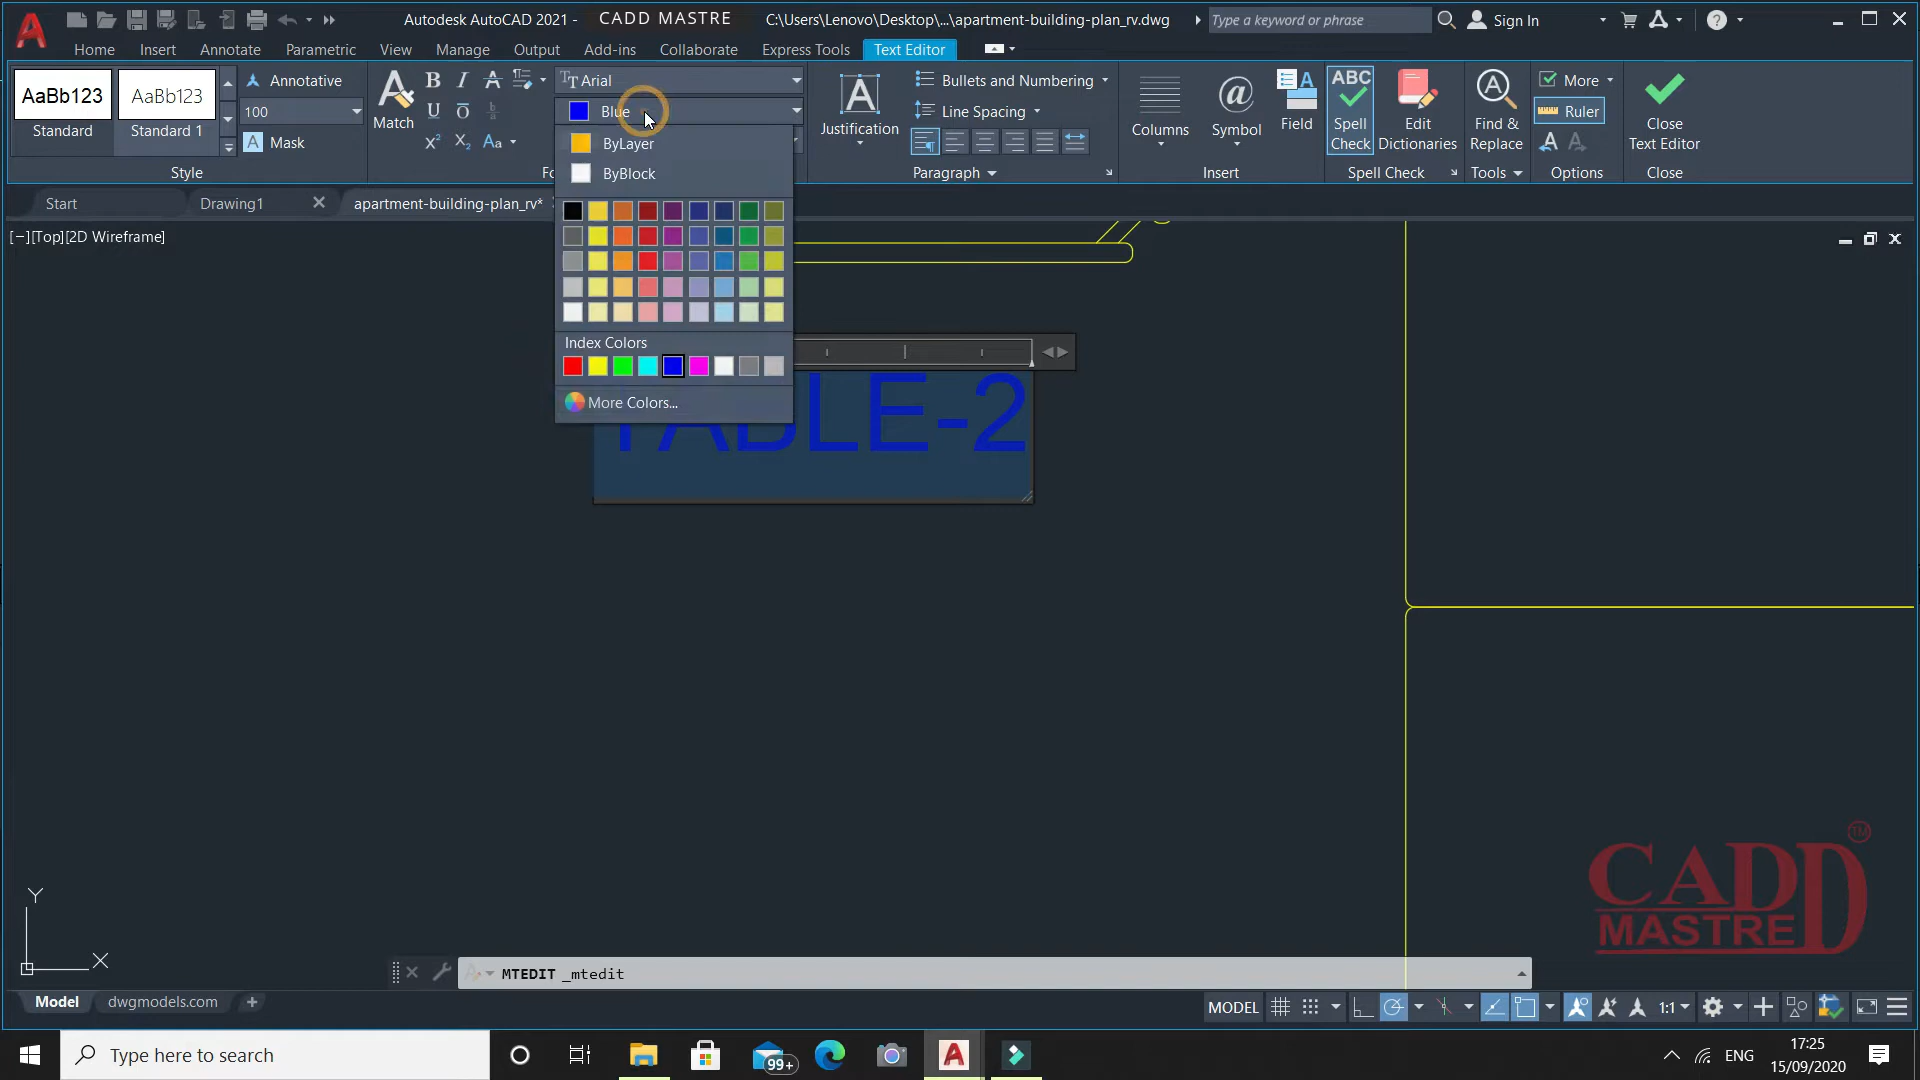 Autodesk AutoCAD 2021 - CADD MASTRE C:\Users\Lenovo\Desktop\...\apartment-building-plan_rv.dwg Type a keyword or phrase Sign In
Home Insert Annotate Parametric View Manage Output Add-ins Collaborate Express Tools Text Editor
AaBb123 AaBb123 Annotative
Standard Standard 1
100
Mask
Style
Match
Arial
Blue
ByLayer
ByBlock
Index Colors
More Colors...
Fo
Justification
Bullets and Numbering
Line Spacing
Paragraph
Columns
Symbol
Field
Insert
ABC
Spell
Check
Edit
Dictionaries
Spell Check
Find &
Replace
Tools
More
Ruler
Options
Close
Text Editor
Close
Start Drawing1 apartment-building-plan_rv*
[−][Top][2D Wireframe]
TABLE-2
Y
X
CADD
MASTRE
TM
MTEDIT _mtedit
Model dwgmodels.com
MODEL 1:1
Type here to search
99+
ENG
17:25
15/09/2020